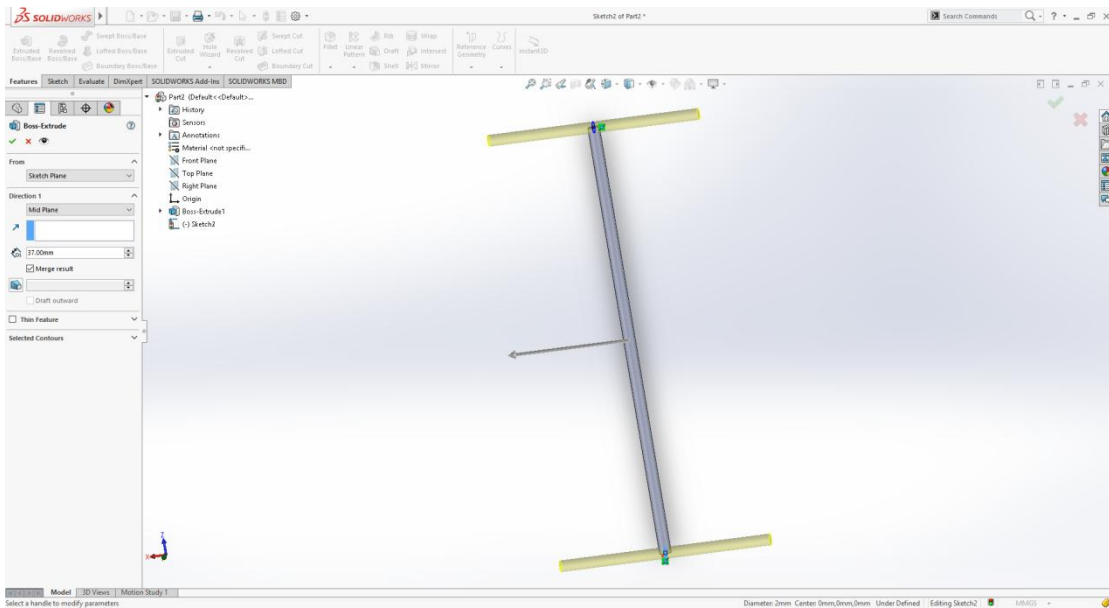 SOLIDWORKS
Sketch2 of Part2 *
Search Commands
Extruded Boss/Base
Revolved Boss/Base
Swept Boss/Base
Lofted Boss/Base
Boundary Boss/Base
Extruded Cut
Hole Wizard
Revolved Cut
Swept Cut
Lofted Cut
Boundary Cut
Fillet
Linear Pattern
Rib
Draft
Shell
Wrap
Intersect
Mirror
Reference Geometry
Curves
Instant3D
Features Sketch Evaluate DimXpert SOLIDWORKS Add-Ins SOLIDWORKS MBD
Part2 (Default<<Default>...
History
Sensors
Annotations
Material <not specifi...
Front Plane
Top Plane
Right Plane
Origin
Boss-Extrude1
(-) Sketch2
Boss-Extrude
From
Sketch Plane
Direction 1
Mid Plane
37.00mm
Merge result
Draft outward
Thin Feature
Selected Contours
Z
X
Model 3D Views Motion Study 1
Select a handle to modify parameters
Diameter: 2mm Center: 0mm,0mm,0mm Under Defined Editing Sketch2 MMGS